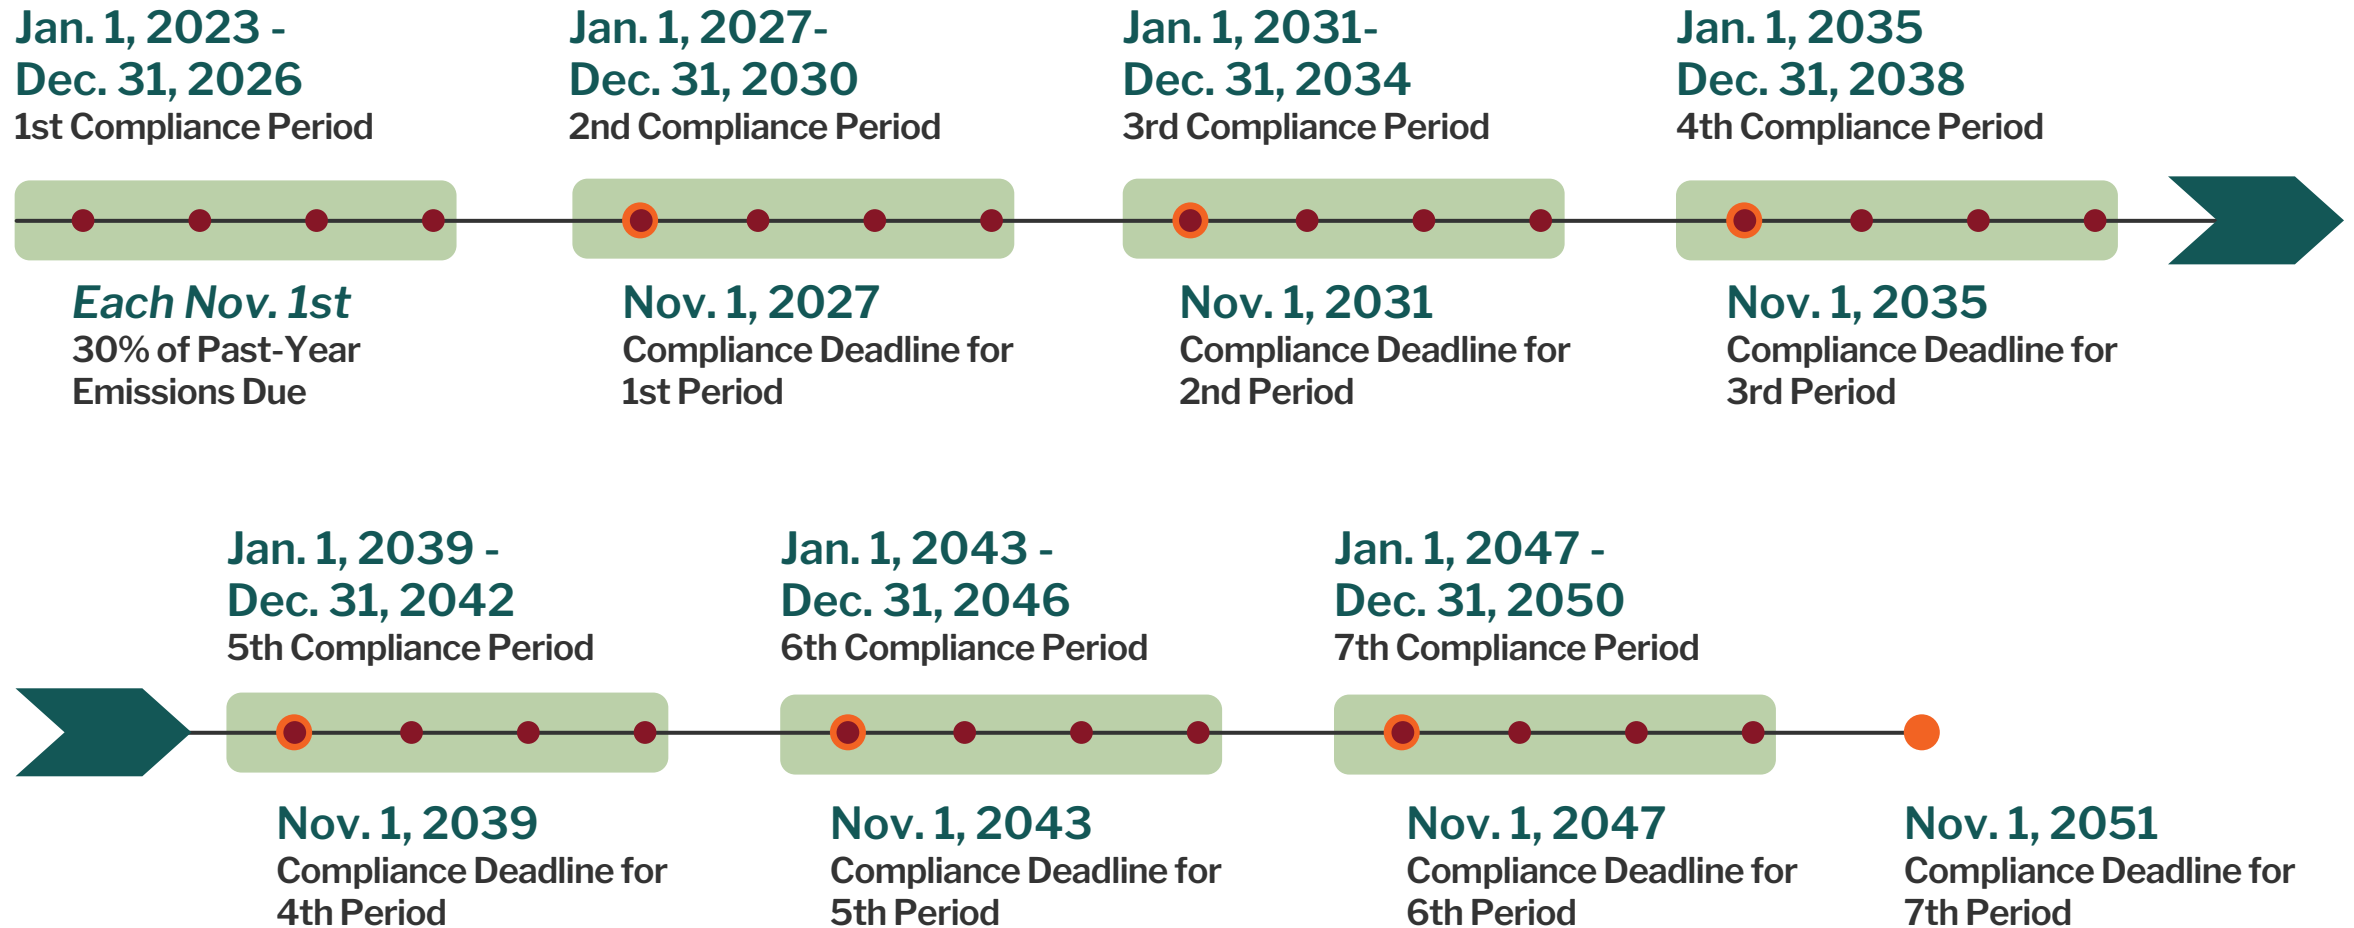 Jan. 1, 2023 -
Dec. 31, 2026
1st Compliance Period
Jan. 1, 2027-
Dec. 31, 2030
2nd Compliance Period
Jan. 1, 2031-
Dec. 31, 2034
3rd Compliance Period
Jan. 1, 2035
Dec. 31, 2038
4th Compliance Period
Each Nov. 1st
30% of Past-Year
Emissions Due
Nov. 1, 2027
Compliance Deadline for
1st Period
Nov. 1, 2031
Compliance Deadline for
2nd Period
Nov. 1, 2035
Compliance Deadline for
3rd Period
Jan. 1, 2039 -
Dec. 31, 2042
5th Compliance Period
Jan. 1, 2043 -
Dec. 31, 2046
6th Compliance Period
Jan. 1, 2047 -
Dec. 31, 2050
7th Compliance Period
Nov. 1, 2039
Compliance Deadline for
4th Period
Nov. 1, 2043
Compliance Deadline for
5th Period
Nov. 1, 2047
Compliance Deadline for
6th Period
Nov. 1, 2051
Compliance Deadline for
7th Period